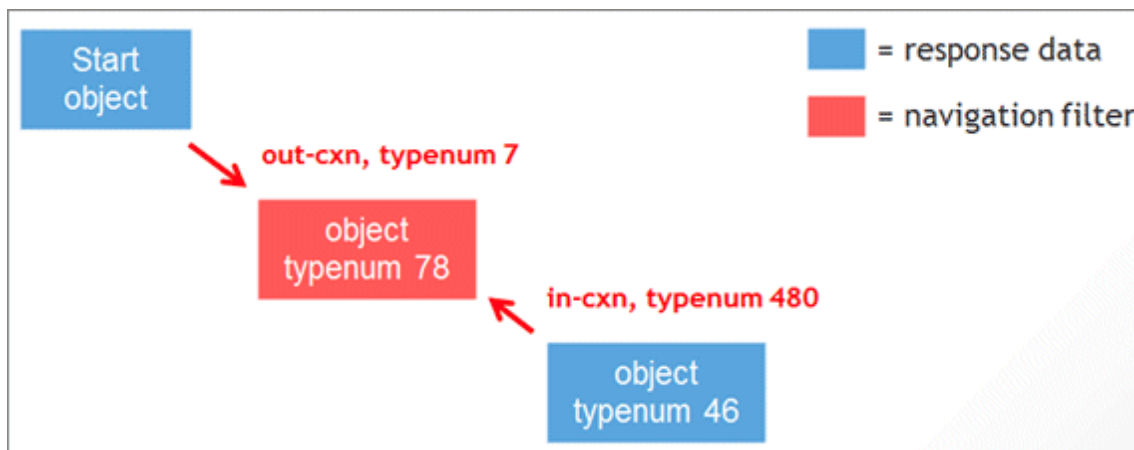 Start
object
= response data
= navigation filter
out-cxn, typenum 7
object
typenum 78
in-cxn, typenum 480
object
typenum 46